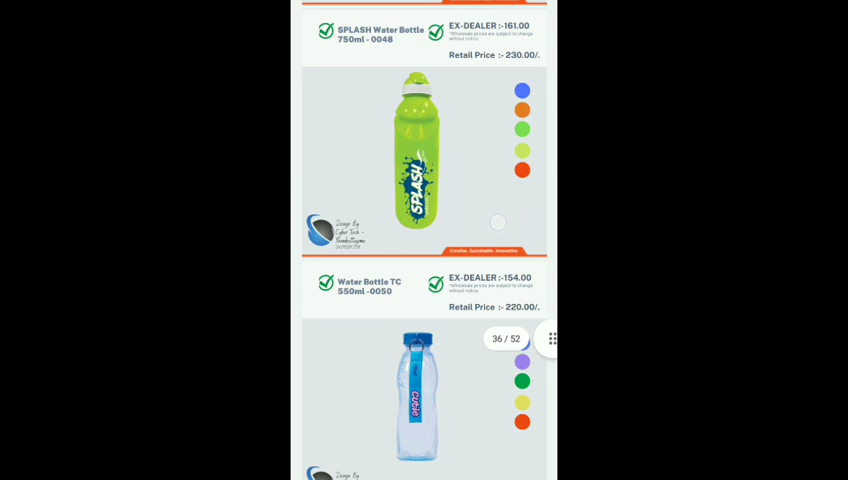 SPLASH Water Bottle
750ml - 0048
EX-DEALER :-161.00
*Wholesale prices are subject to change
without notice
Retail Price :- 230.00/.
SPLASH
Design By
Cyber Tech -
Creative. Sustainable. Innovation
Water Bottle TC
550ml -0050
EX-DEALER :-154.00
*Wholesale prices are subject to change
without notice
Retail Price :- 220.00/.
36 / 52
cutie
Design By